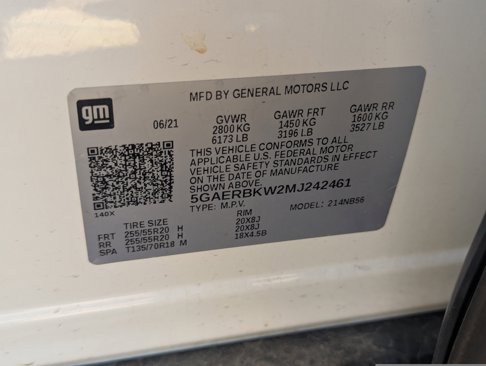 MFD BY GENERAL MOTORS LLC
gm
06/21
GVWR GAWR FRT GAWR RR
2800 KG 1450 KG 1600 KG
6173 LB 3196 LB 3527 LB
THIS VEHICLE CONFORMS TO ALL
APPLICABLE U.S. FEDERAL MOTOR
VEHICLE SAFETY STANDARDS IN EFFECT
ON THE DATE OF MANUFACTURE
SHOWN ABOVE.
5GAERBKW2MJ242461
TYPE: M.P.V. MODEL: 214NB56
140X
TIRE SIZE RIM
FRT 255/55R20 H 20X8J
RR 255/55R20 H 20X8J
SPA T135/70R18 M 18X4.5B